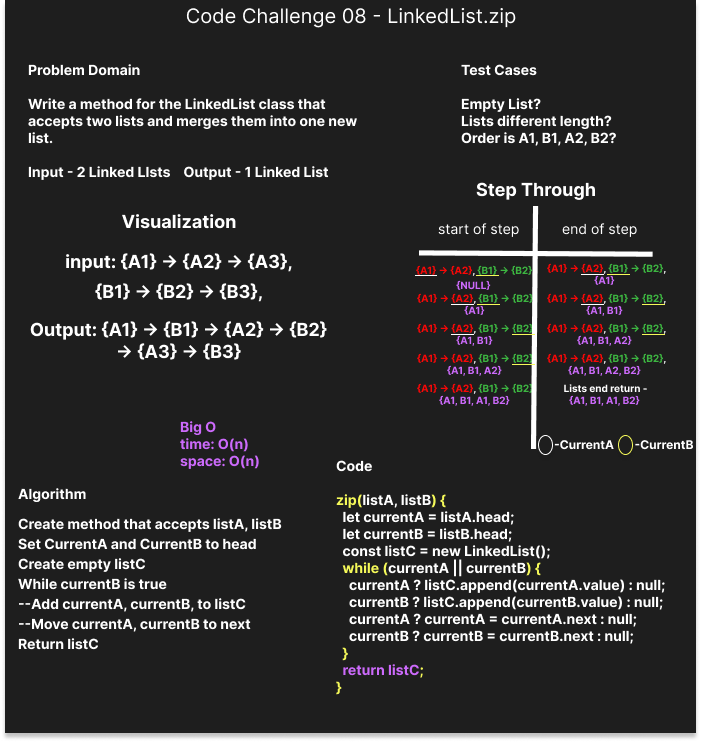 Code Challenge 08 - LinkedList.zip
Problem Domain
Write a method for the LinkedList class that
accepts two lists and merges them into one new
list.
Input - 2 Linked LIsts    Output - 1 Linked List
Test Cases
Empty List?
Lists different length?
Order is A1, B1, A2, B2?
Visualization
input: {A1} → {A2} → {A3},
{B1} → {B2} → {B3},
Output: {A1} → {B1} → {A2} → {B2}
→ {A3} → {B3}
Step Through
start of step
end of step
{A1} → {A2}, {B1} → {B2}
{NULL}
{A1} → {A2}, {B1} → {B2},
{A1}
{A1} → {A2}, {B1} → {B2}
{A1}
{A1} → {A2}, {B1} → {B2},
{A1, B1}
{A1} → {A2}, {B1} → {B2}
{A1, B1}
{A1} → {A2}, {B1} → {B2},
{A1, B1, A2}
{A1} → {A2}, {B1} → {B2}
{A1, B1, A2}
{A1} → {A2}, {B1} → {B2},
{A1, B1, A2, B2}
{A1} → {A2}, {B1} → {B2}
{A1, B1, A1, B2}
Lists end return -
{A1, B1, A1, B2}
-CurrentA
-CurrentB
Big O
time: O(n)
space: O(n)
Algorithm
Create method that accepts listA, listB
Set CurrentA and CurrentB to head
Create empty listC
While currentB is true
--Add currentA, currentB, to listC
--Move currentA, currentB to next
Return listC
Code
zip(listA, listB) {
let currentA = listA.head;
let currentB = listB.head;
const listC = new LinkedList();
while (currentA || currentB) {
currentA ? listC.append(currentA.value) : null;
currentB ? listC.append(currentB.value) : null;
currentA ? currentA = currentA.next : null;
currentB ? currentB = currentB.next : null;
}
return listC;
}